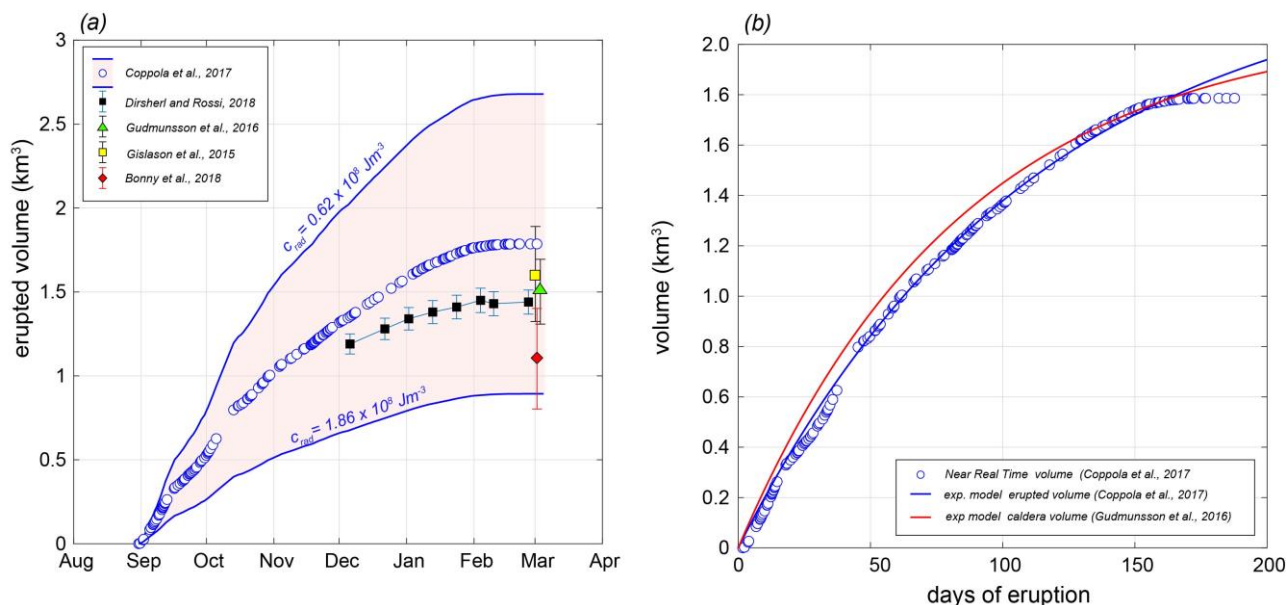 (a)
3
2.5
2
1.5
1
0.5
0
erupted volume (km³)
Aug Sep Oct Nov Dec Jan Feb Mar Apr
Coppola et al., 2017
Dirsherl and Rossi, 2018
Gudmunsson et al., 2016
Gislason et al., 2015
Bonny et al., 2018
c_rad = 0.62 x 10⁸ Jm⁻³
c_rad = 1.86 x 10⁸ Jm⁻³
(b)
2.0
1.8
1.6
1.4
1.2
1.0
0.8
0.6
0.4
0.2
0
volume (km³)
0 50 100 150 200
days of eruption
Near Real Time volume (Coppola et al., 2017
exp. model erupted volume (Coppola et al., 2017)
exp model caldera volume (Gudmunsson et al., 2016)